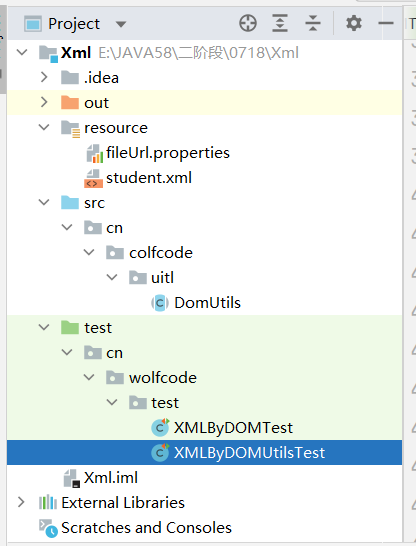 Project
Xml E:\JAVA58\二阶段\0718\Xml
.idea
out
resource
fileUrl.properties
student.xml
src
cn
colfcode
uitl
DomUtils
test
cn
wolfcode
test
XMLByDOMTest
XMLByDOMUtilsTest
Xml.iml
External Libraries
Scratches and Consoles